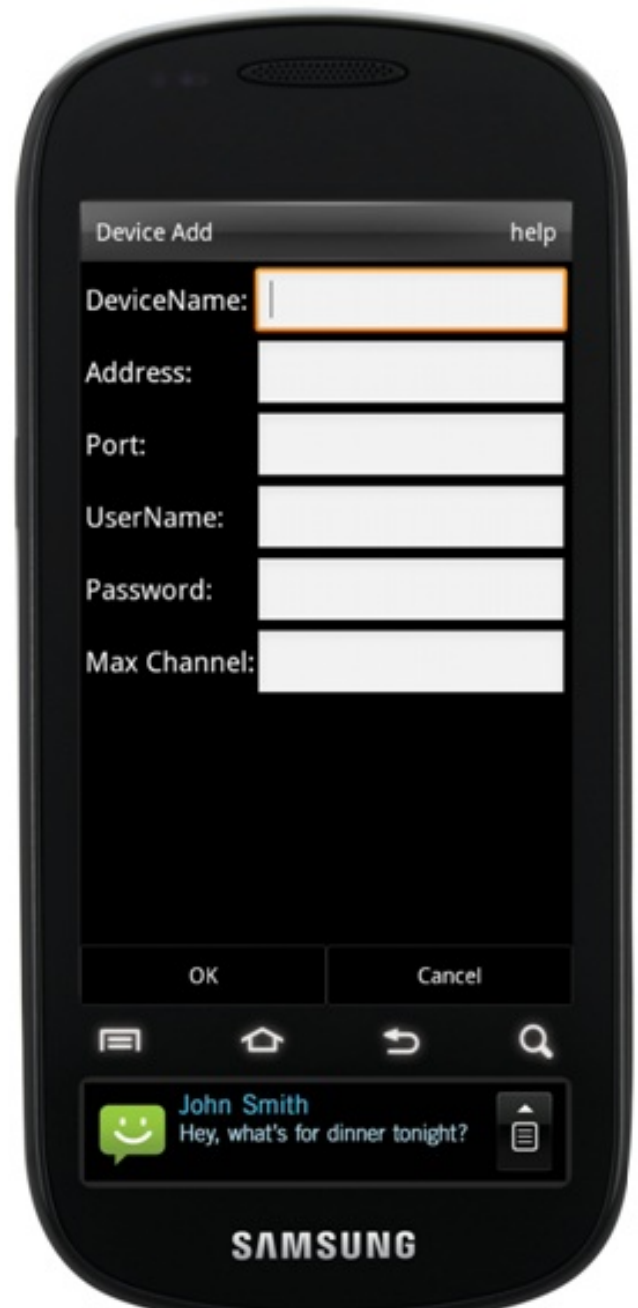 Device Add help
DeviceName:
Address:
Port:
UserName:
Password:
Max Channel:
OK Cancel
John Smith
Hey, what's for dinner tonight?
SAMSUNG